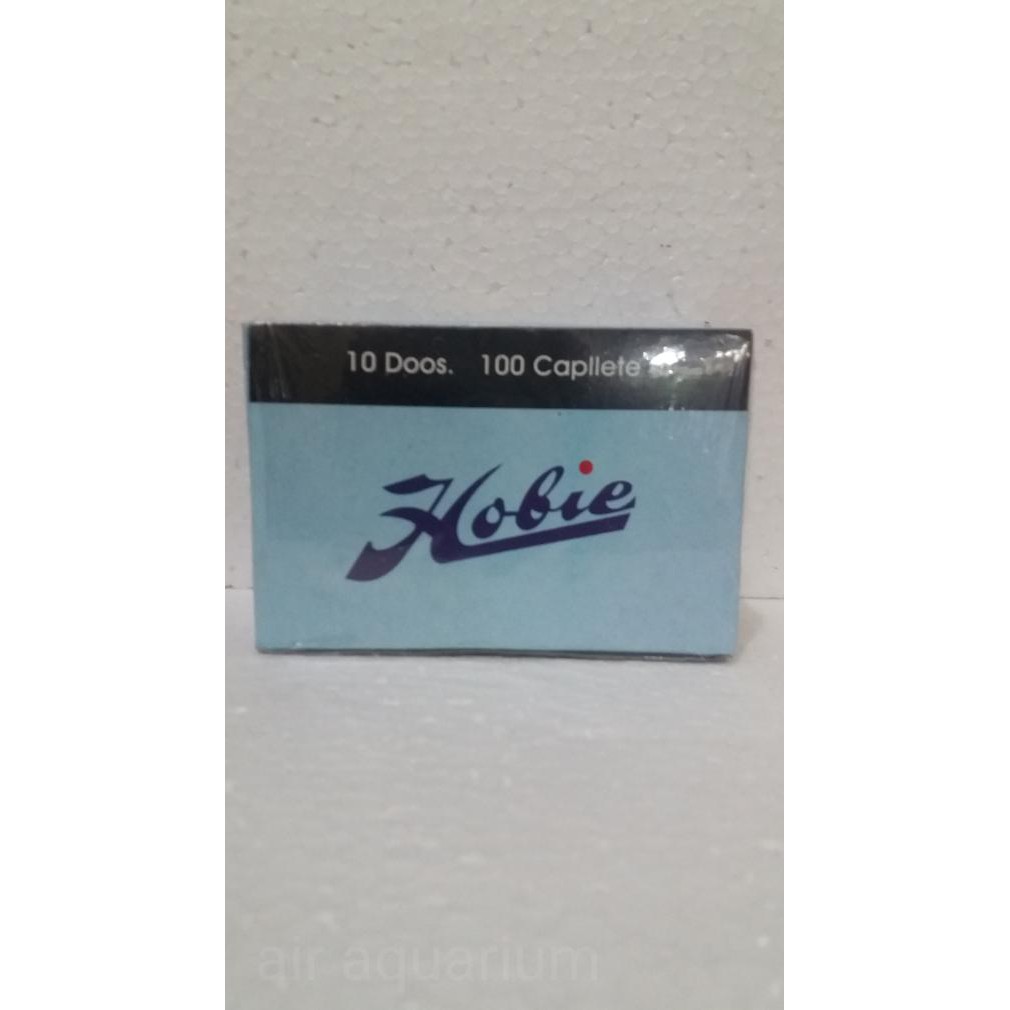 10 Doos. 100 Capllete
Hobie
air aquarium